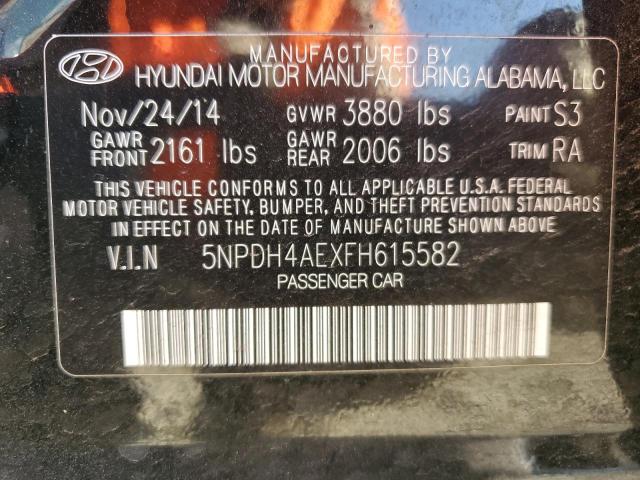 MANUFACTURED BY
HYUNDAI MOTOR MANUFACTURING ALABAMA, LLC
Nov/24/14 GVWR 3880 lbs PAINT S3
GAWR FRONT 2161 lbs GAWR REAR 2006 lbs TRIM RA
THIS VEHICLE CONFORMS TO ALL APPLICABLE U.S.A. FEDERAL
MOTOR VEHICLE SAFETY, BUMPER, AND THEFT PREVENTION STANDARDS
IN EFFECT ON THE DATE OF MANUFACTURE SHOWN ABOVE.
V.I.N 5NPDH4AEXFH615582
PASSENGER CAR